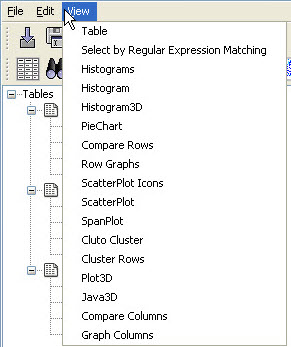 File Edit View
Table
Select by Regular Expression Matching
Histograms
Histogram
Histogram3D
PieChart
Compare Rows
Row Graphs
ScatterPlot Icons
ScatterPlot
SpanPlot
Cluto Cluster
Cluster Rows
Plot3D
Java3D
Compare Columns
Graph Columns
Tables